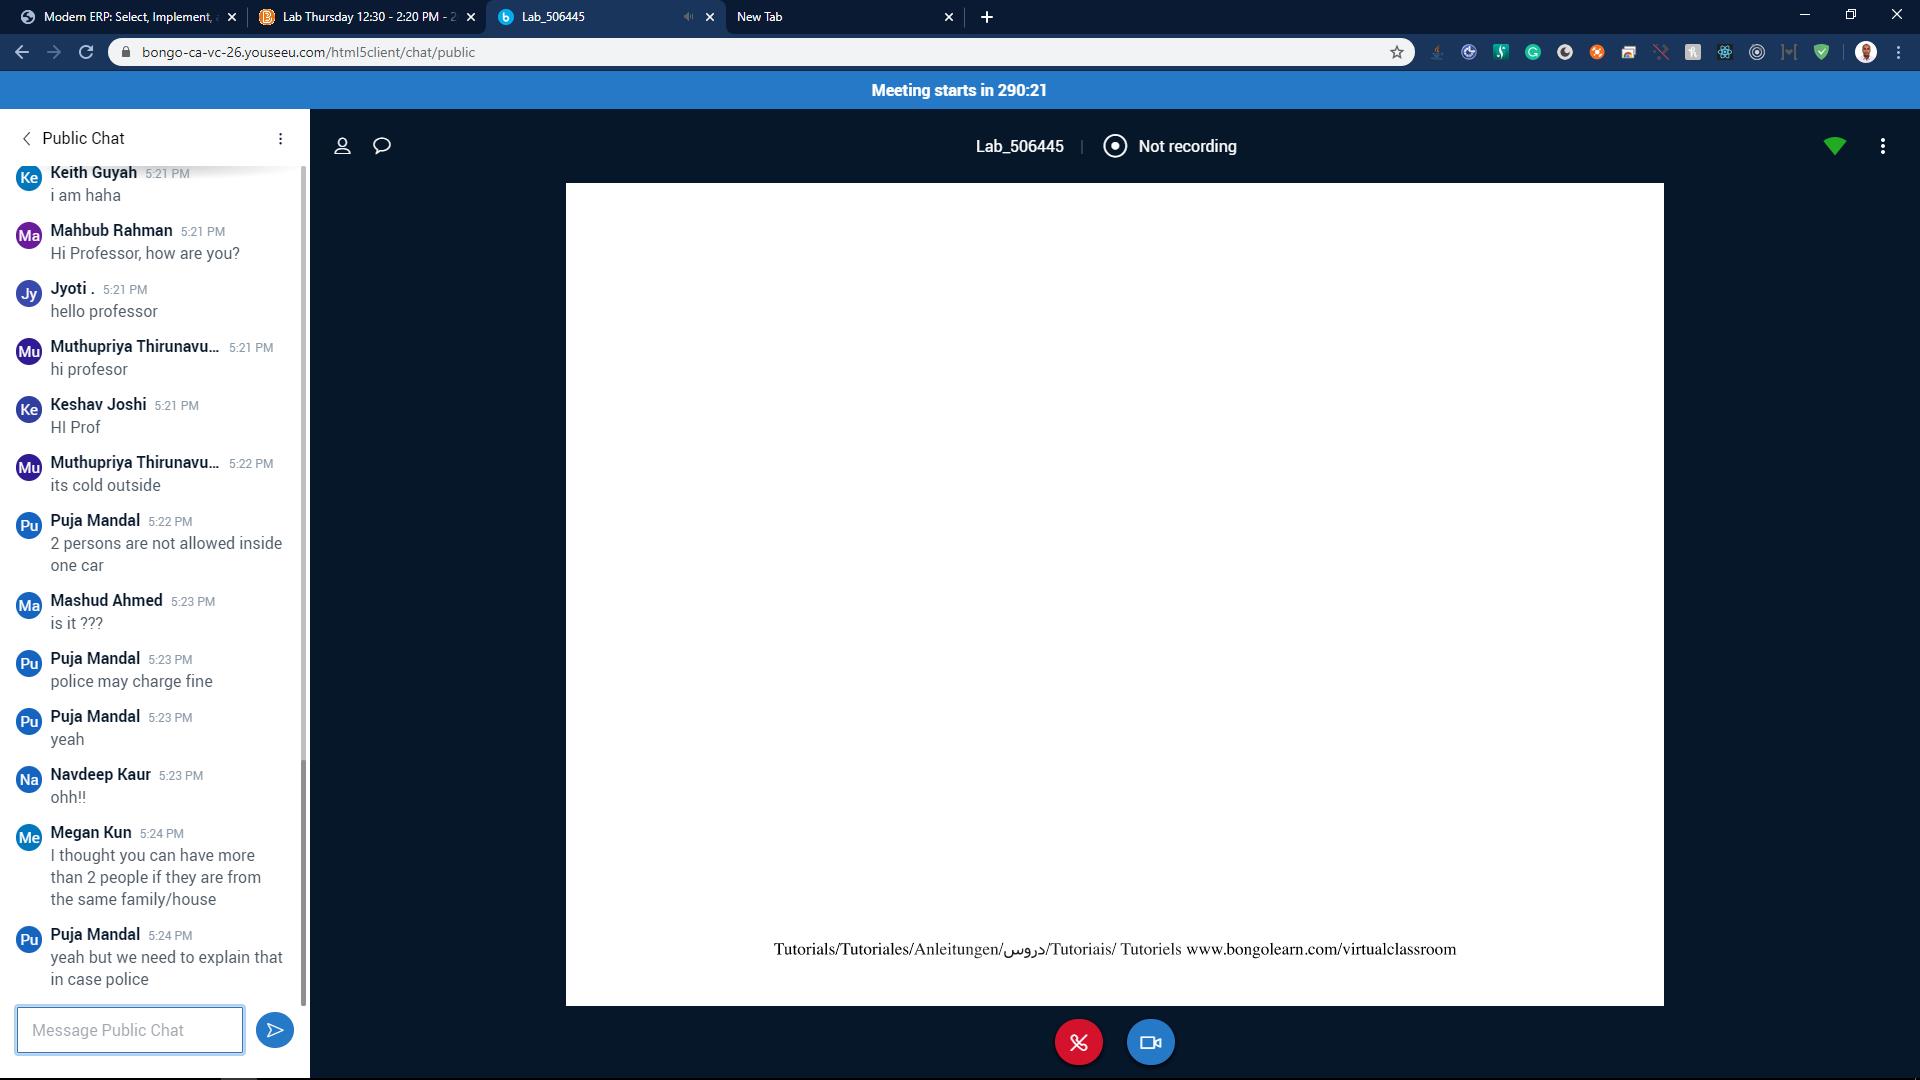 Modern ERP: Select, Implement,
Lab Thursday 12:30 - 2:20 PM - 2
Lab_506445
New Tab
bongo-ca-vc-26.youseeu.com/html5client/chat/public
Meeting starts in 290:21
Public Chat
Lab_506445 | Not recording
Ke Keith Guyah 5:21 PM
i am haha
Ma Mahbub Rahman 5:21 PM
Hi Professor, how are you?
Jy Jyoti . 5:21 PM
hello professor
Mu Muthupriya Thirunavu... 5:21 PM
hi profesor
Ke Keshav Joshi 5:21 PM
HI Prof
Mu Muthupriya Thirunavu... 5:22 PM
its cold outside
Pu Puja Mandal 5:22 PM
2 persons are not allowed inside
one car
Ma Mashud Ahmed 5:23 PM
is it ???
Pu Puja Mandal 5:23 PM
police may charge fine
Pu Puja Mandal 5:23 PM
yeah
Na Navdeep Kaur 5:23 PM
ohh!!
Me Megan Kun 5:24 PM
I thought you can have more
than 2 people if they are from
the same family/house
Pu Puja Mandal 5:24 PM
yeah but we need to explain that
in case police
Message Public Chat
Tutorials/Tutoriales/Anleitungen/دروس/Tutoriais/ Tutoriels www.bongolearn.com/virtualclassroom